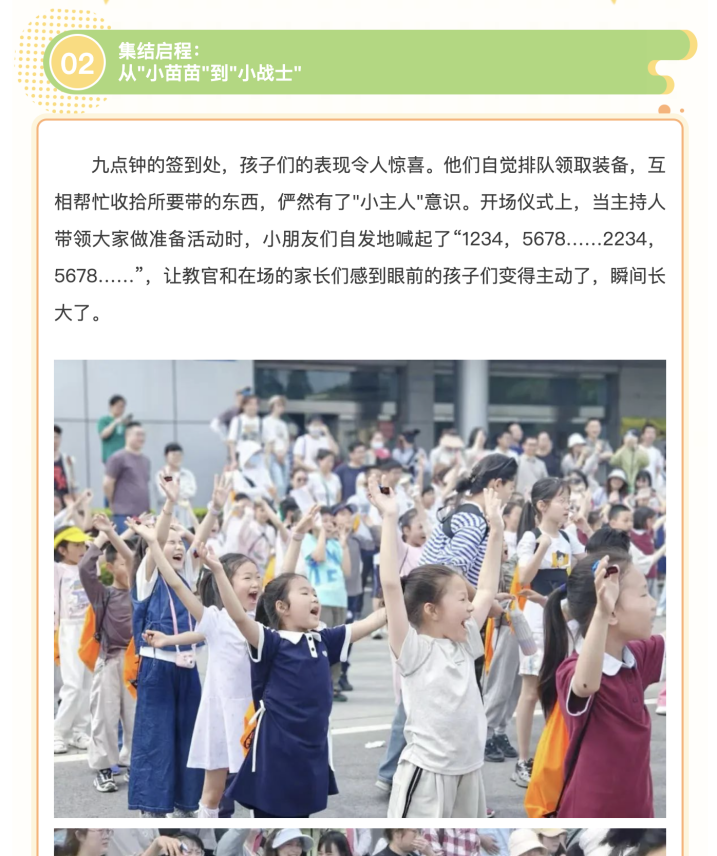 02
集结启程：
从"小苗苗"到"小战士"
九点钟的签到处，孩子们的表现令人惊喜。他们自觉排队领取装备，互
相帮忙收拾所要带的东西，俨然有了"小主人"意识。开场仪式上，当主持人
带领大家做准备活动时，小朋友们自发地喊起了“1234，5678……2234，
5678……”，让教官和在场的家长们感到眼前的孩子们变得主动了，瞬间长
大了。